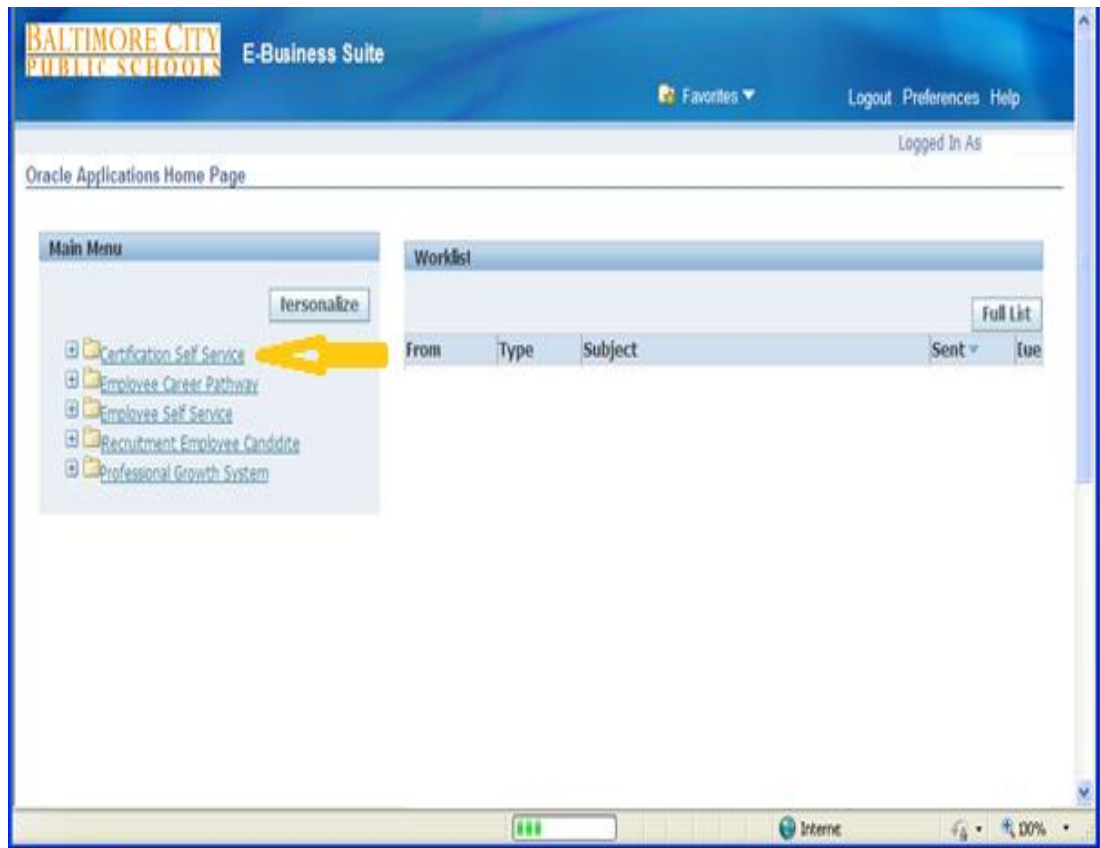 BALTIMORE CITY
PUBLIC SCHOOLS
E-Business Suite
Favorites
Logout Preferences Help
Logged In As
Oracle Applications Home Page
Main Menu
Personalize
Certification Self Service
Employee Career Pathway
Employee Self Service
Recruitment Employee Candidate
Professional Growth System
Worklist
Full List
From Type Subject Sent Due
Internet
100%